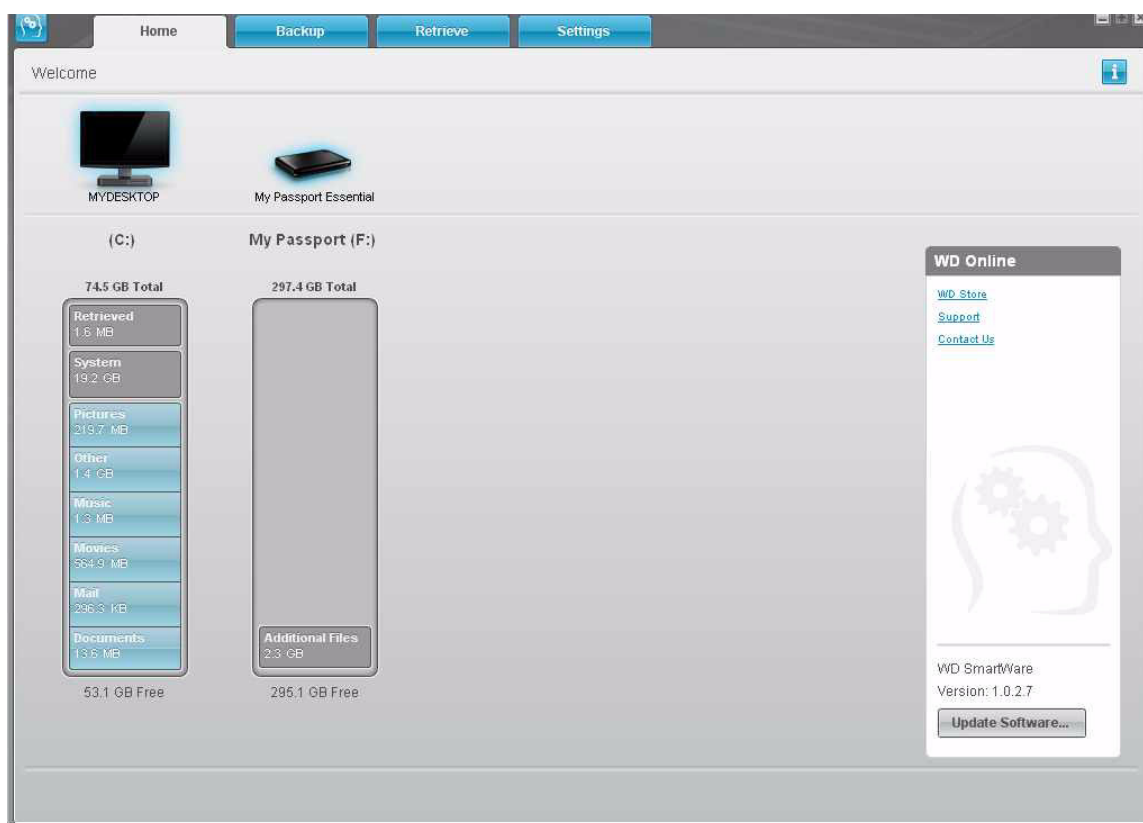 Home Backup Retrieve Settings
Welcome
MYDESKTOP My Passport Essential
(C:) My Passport (F:)
74.5 GB Total 297.4 GB Total
Retrieved
1.6 MB
System
19.2 GB
Pictures
219.7 MB
Other
1.4 GB
Music
1.3 MB
Movies
564.9 MB
Mail
296.3 KB
Documents
13.6 MB
53.1 GB Free
Additional Files
2.3 GB
295.1 GB Free
WD Online
WD Store
Support
Contact Us
WD SmartWare
Version: 1.0.2.7
Update Software...